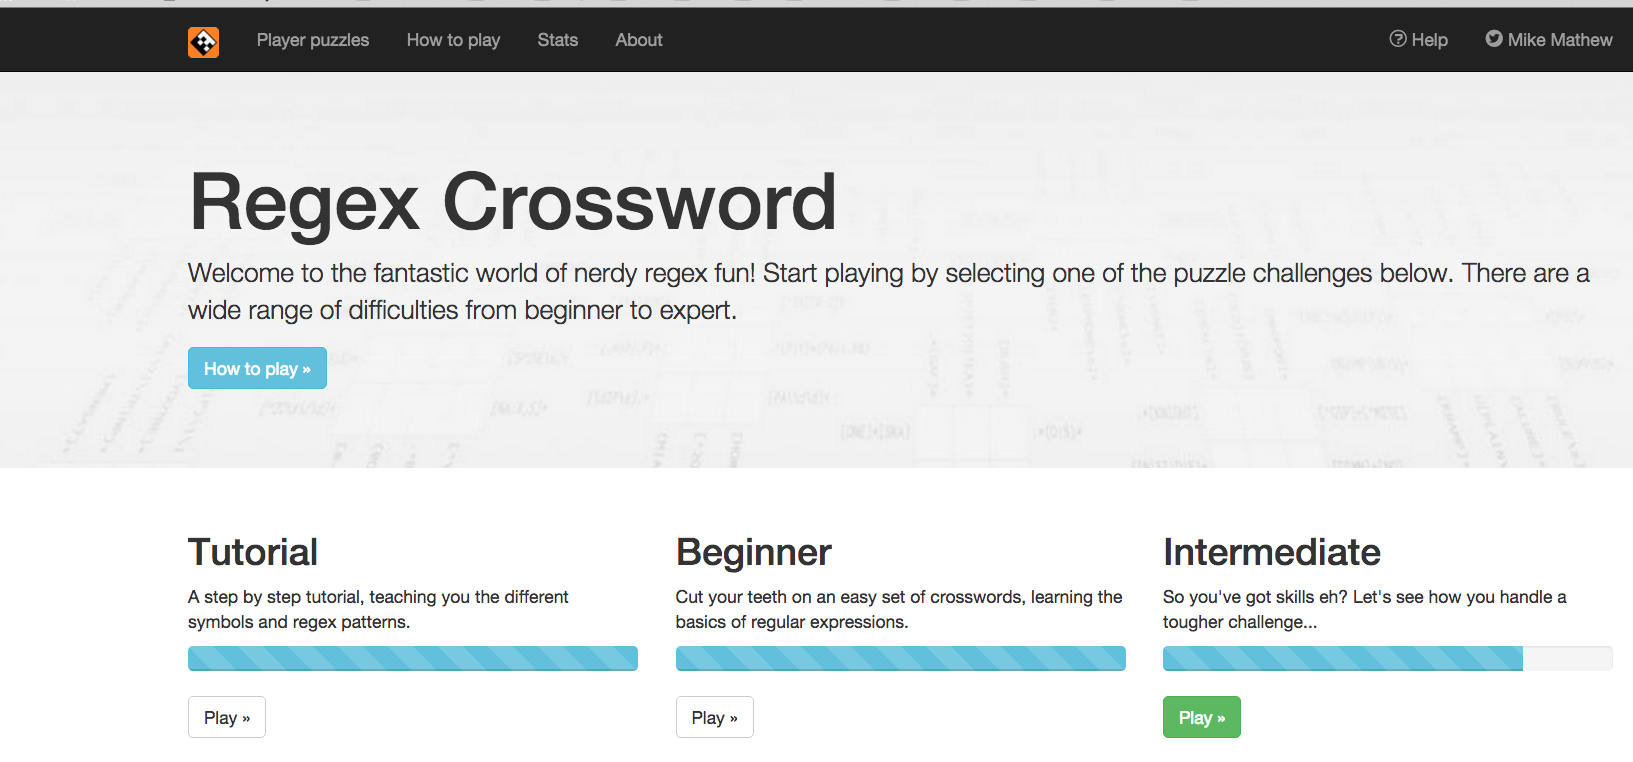 Player puzzles How to play Stats About Help Mike Mathew
Regex Crossword
Welcome to the fantastic world of nerdy regex fun! Start playing by selecting one of the puzzle challenges below. There are a
wide range of difficulties from beginner to expert.
How to play »
Tutorial
A step by step tutorial, teaching you the different
symbols and regex patterns.
Play »
Beginner
Cut your teeth on an easy set of crosswords, learning the
basics of regular expressions.
Play »
Intermediate
So you've got skills eh? Let's see how you handle a
tougher challenge...
Play »